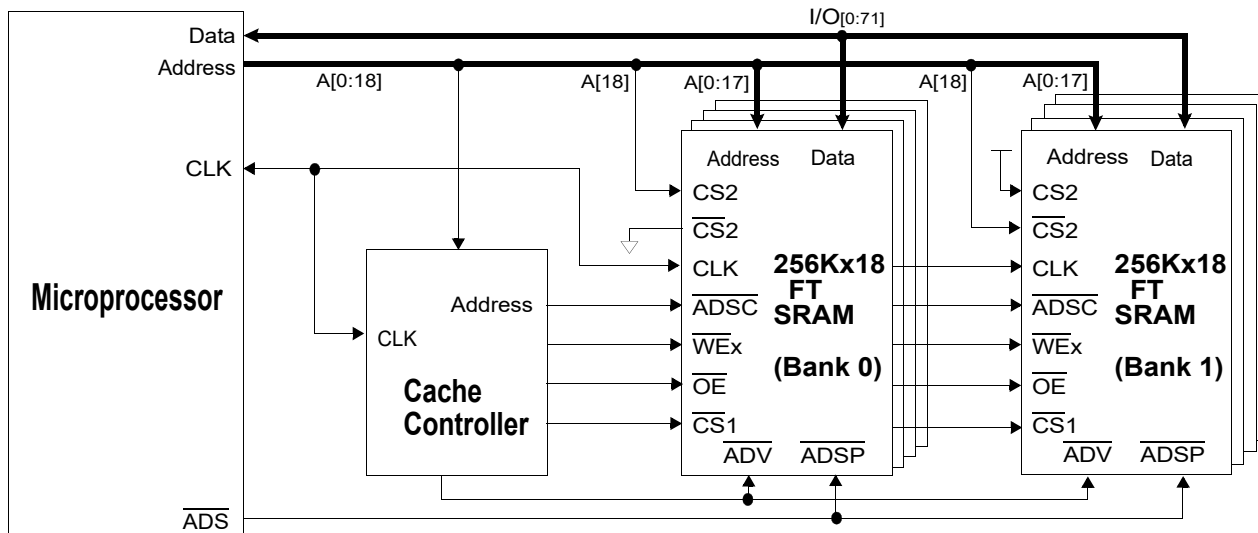 I/O[0:71]
Data
Address
A[0:18]
A[18]
A[0:17]
A[18]
A[0:17]
CLK
Microprocessor
ADS
Address
CLK
Cache
Controller
Address Data
CS2
CS2
CLK
ADSC
WEx
OE
CS1
ADV ADSP
256Kx18
FT
SRAM
(Bank 0)
Address Data
CS2
CS2
CLK
ADSC
WEx
OE
CS1
ADV ADSP
256Kx18
FT
SRAM
(Bank 1)